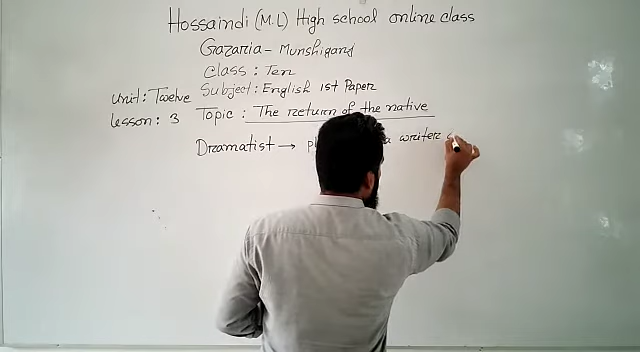 Hossaindi (M.L) High school online class
Gazaria - Munshiganj
Class : Ten
Unit : Twelve Subject : English 1st Paper
lesson : 3 Topic : The return of the native
Dramatist → a writer